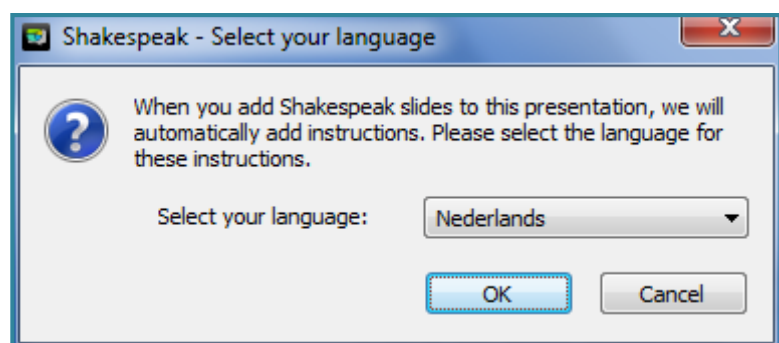 Shakespeak - Select your language
When you add Shakespeak slides to this presentation, we will
automatically add instructions. Please select the language for
these instructions.
Select your language: Nederlands
OK Cancel